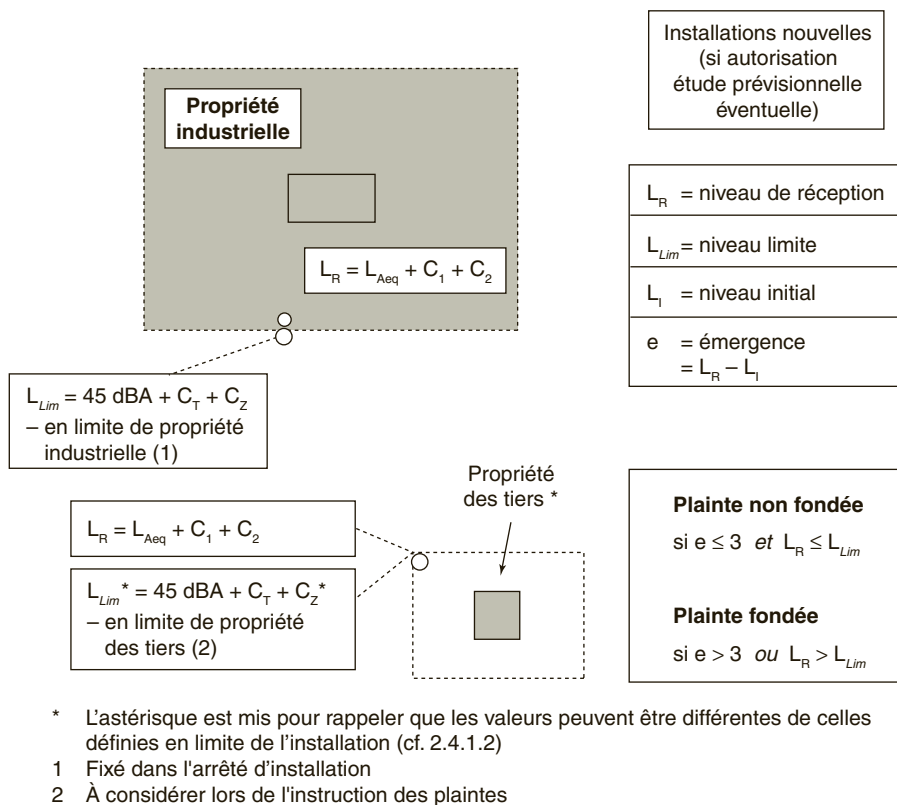 Installations nouvelles
(si autorisation
étude prévisionnelle
éventuelle)
Propriété
industrielle
L_R = L_Aeq + C_1 + C_2
L_R = niveau de réception
L_Lim = niveau limite
L_I = niveau initial
e = émergence
= L_R – L_I
L_Lim = 45 dBA + C_T + C_Z
– en limite de propriété
industrielle (1)
Propriété
des tiers *
L_R = L_Aeq + C_1 + C_2
L_Lim* = 45 dBA + C_T + C_Z*
– en limite de propriété
des tiers (2)
Plainte non fondée
si e ≤ 3 et L_R ≤ L_Lim
Plainte fondée
si e > 3 ou L_R > L_Lim
* L'astérisque est mis pour rappeler que les valeurs peuvent être différentes de celles
définies en limite de l'installation (cf. 2.4.1.2)
1 Fixé dans l'arrêté d'installation
2 À considérer lors de l'instruction des plaintes